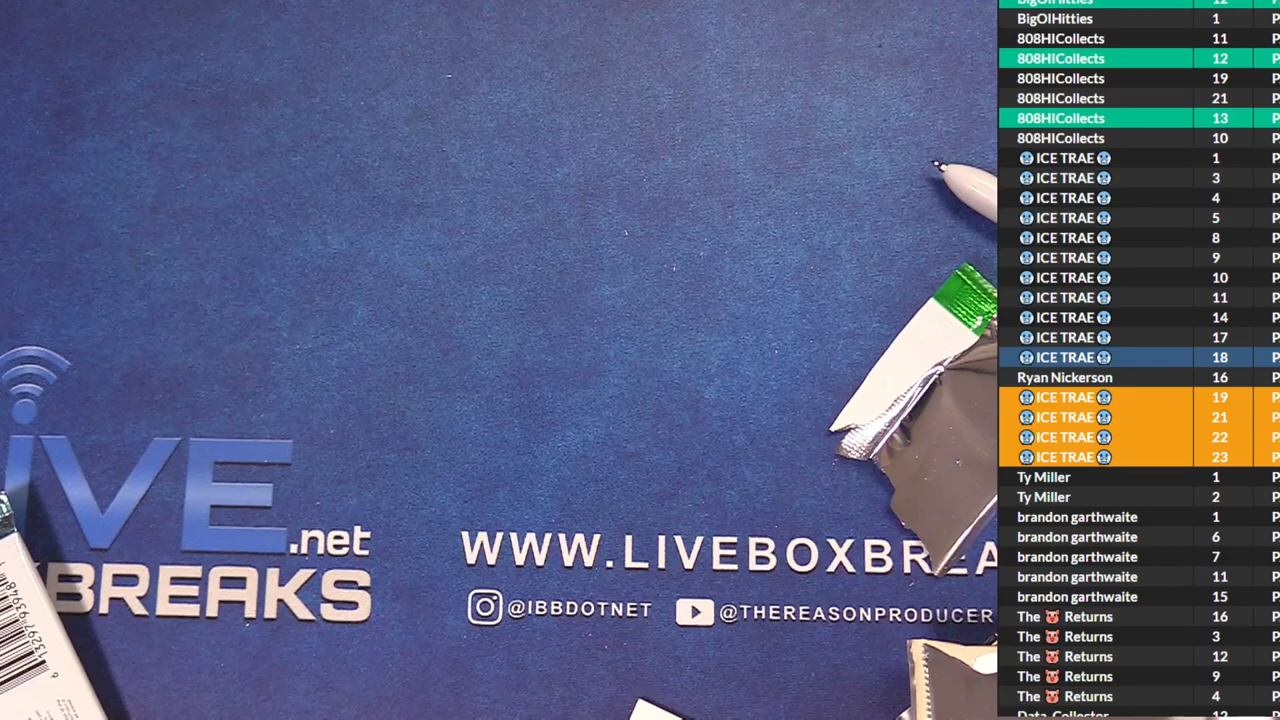 BigOlHitties 12
BigOlHitties 1
808HICollects 11
808HICollects 12
808HICollects 19
808HICollects 21
808HICollects 13
808HICollects 10
🥶 ICE TRAE 🥶 1
🥶 ICE TRAE 🥶 3
🥶 ICE TRAE 🥶 4
🥶 ICE TRAE 🥶 5
🥶 ICE TRAE 🥶 8
🥶 ICE TRAE 🥶 9
🥶 ICE TRAE 🥶 10
🥶 ICE TRAE 🥶 11
🥶 ICE TRAE 🥶 14
🥶 ICE TRAE 🥶 17
🥶 ICE TRAE 🥶 18
Ryan Nickerson 16
🥶 ICE TRAE 🥶 19
🥶 ICE TRAE 🥶 21
🥶 ICE TRAE 🥶 22
🥶 ICE TRAE 🥶 23
Ty Miller 1
Ty Miller 2
brandon garthwaite 1
brandon garthwaite 6
brandon garthwaite 7
brandon garthwaite 11
brandon garthwaite 15
The 🐷 Returns 16
The 🐷 Returns 3
The 🐷 Returns 12
The 🐷 Returns 9
The 🐷 Returns 4
Data_Collector 12
iVE.net
BREAKS
WWW.LIVEBOXBREA
@IBBDOTNET @THEREASONPRODUCER